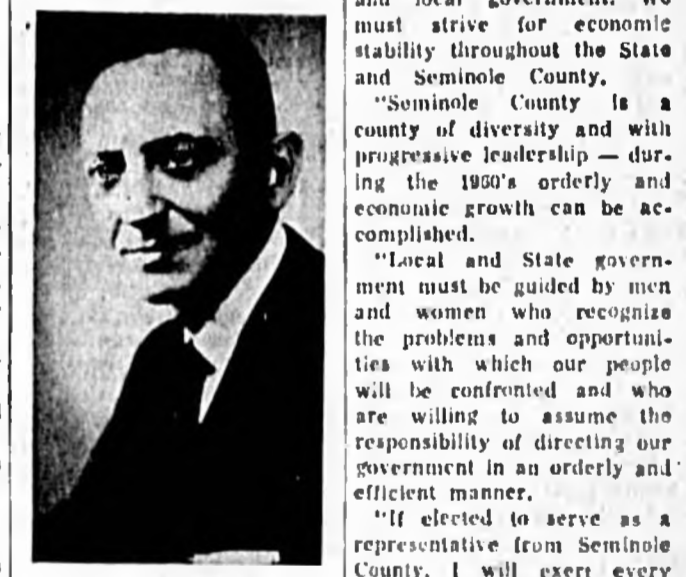 and local government. We
must strive for economic
stability throughout the State
and Seminole County.
"Seminole County is a
county of diversity and with
progressive leadership — dur-
ing the 1960's orderly and
economic growth can be ac-
complished.
"Local and State govern-
ment must be guided by men
and women who recognize
the problems and opportuni-
ties with which our people
will be confronted and who
are willing to assume the
responsibility of directing our
government in an orderly and
efficient manner.
"If elected to serve as a
representative from Seminole
County, I will exert every